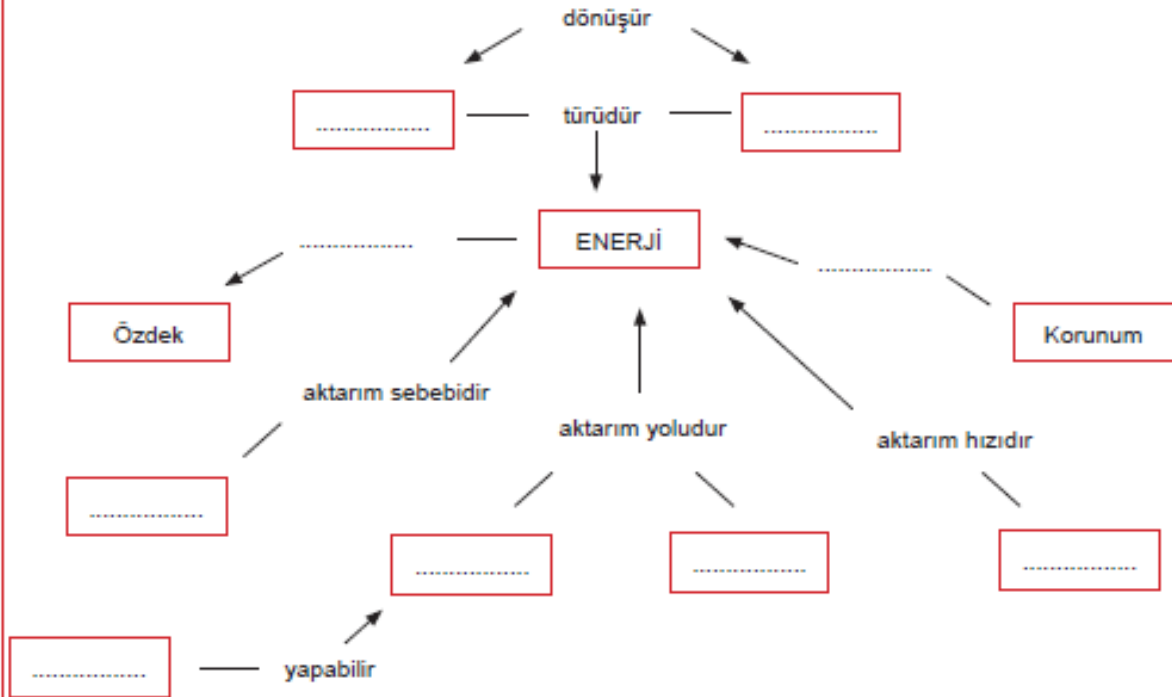 dönüşür
..................
türüdür
..................
..................
ENERJİ
..................
Özdek
Korunum
aktarım sebebidir
aktarım yoludur
aktarım hızıdır
..................
..................
..................
..................
..................
yapabilir